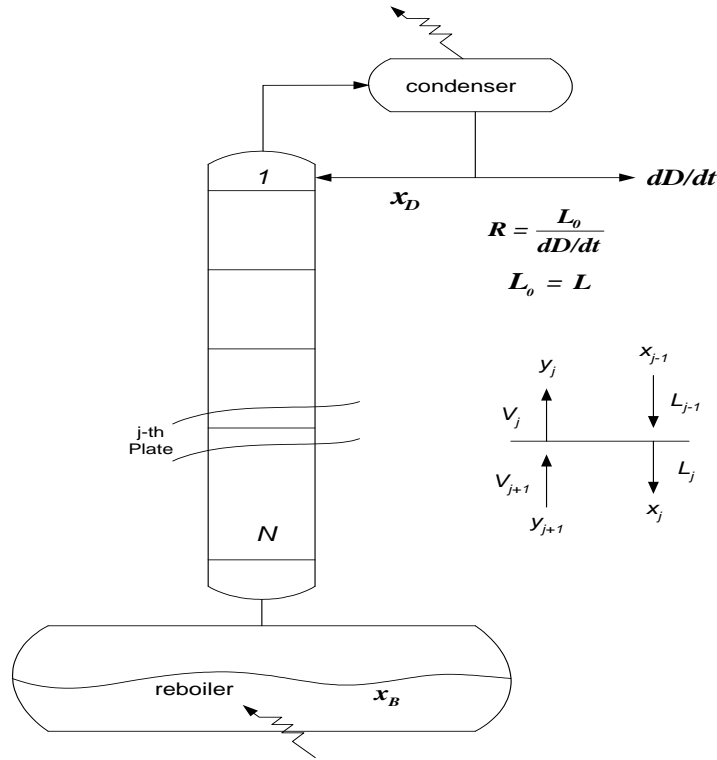 condenser
1
x_D
dD/dt
R = L_0 / dD/dt
L_0 = L
y_j
x_{j-1}
V_j
L_{j-1}
j-th
Plate
V_{j+1}
L_j
y_{j+1}
x_j
N
reboiler
x_B